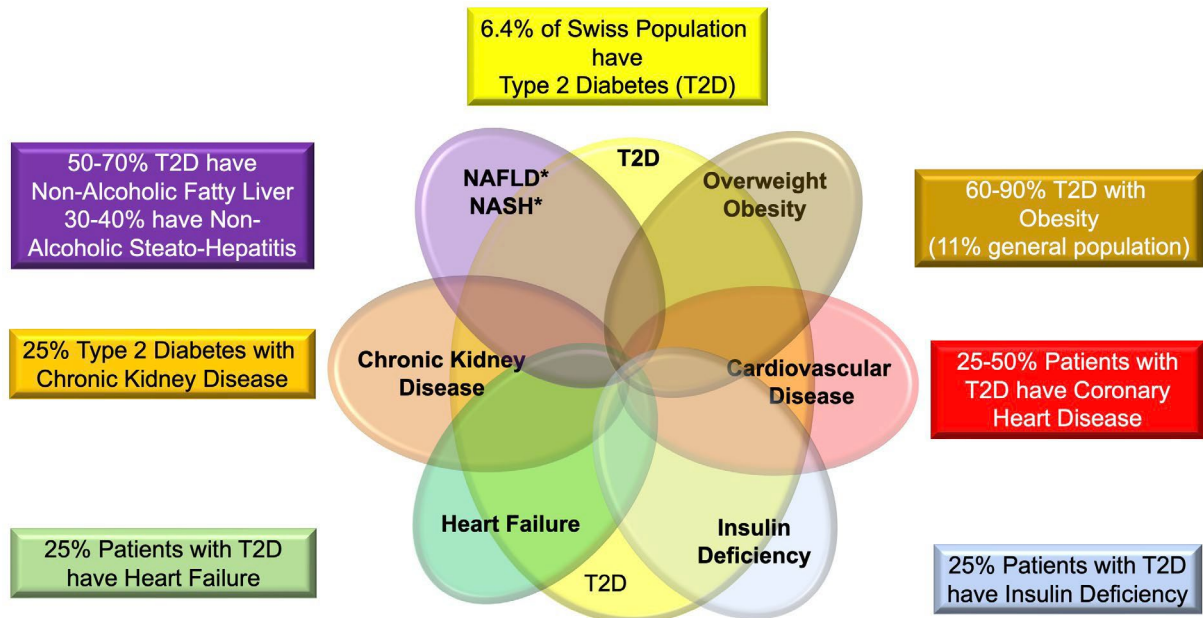 6.4% of Swiss Population
have
Type 2 Diabetes (T2D)
50-70% T2D have
Non-Alcoholic Fatty Liver
30-40% have Non-
Alcoholic Steato-Hepatitis
NAFLD*
NASH*
T2D
Overweight
Obesity
60-90% T2D with
Obesity
(11% general population)
25% Type 2 Diabetes with
Chronic Kidney Disease
Chronic Kidney
Disease
Cardiovascular
Disease
25-50% Patients with
T2D have Coronary
Heart Disease
25% Patients with T2D
have Heart Failure
Heart Failure
T2D
Insulin
Deficiency
25% Patients with T2D
have Insulin Deficiency